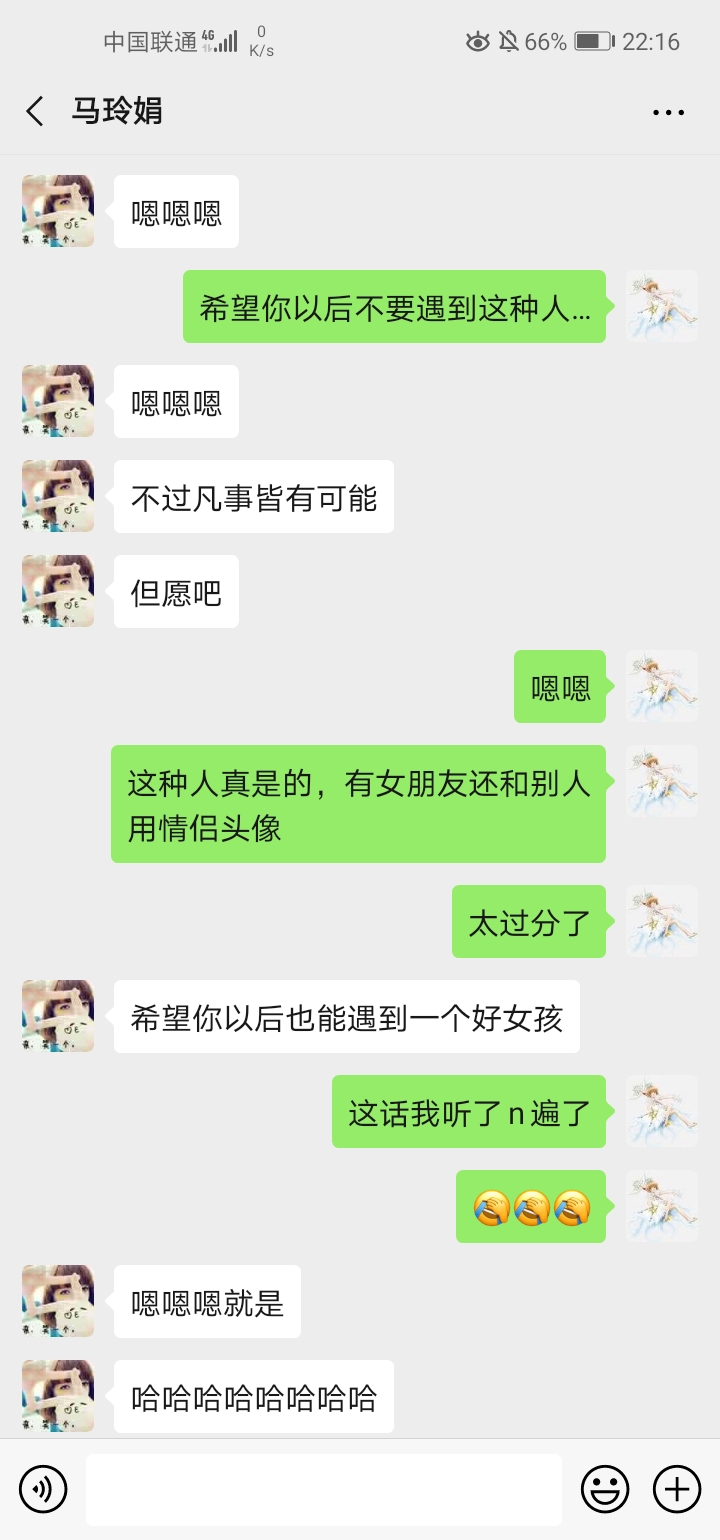 中国联通 4G 0 K/s 66% 22:16
马玲娟
嗯嗯嗯
希望你以后不要遇到这种人...
嗯嗯嗯
不过凡事皆有可能
但愿吧
嗯嗯
这种人真是的，有女朋友还和别人
用情侣头像
太过分了
希望你以后也能遇到一个好女孩
这话我听了n遍了
嗯嗯嗯就是
哈哈哈哈哈哈哈哈